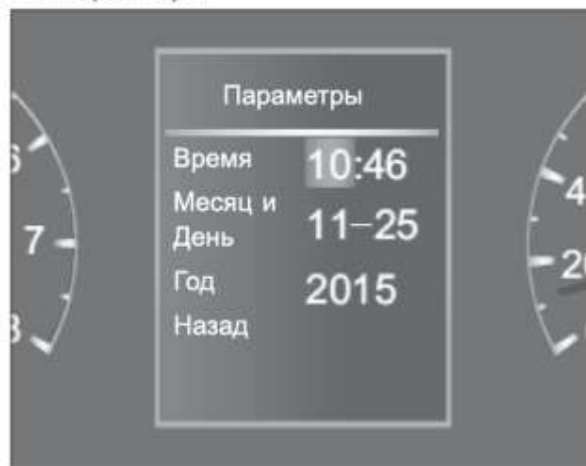 Параметры
Время 10:46
Месяц и
День 11–25
Год 2015
Назад
7